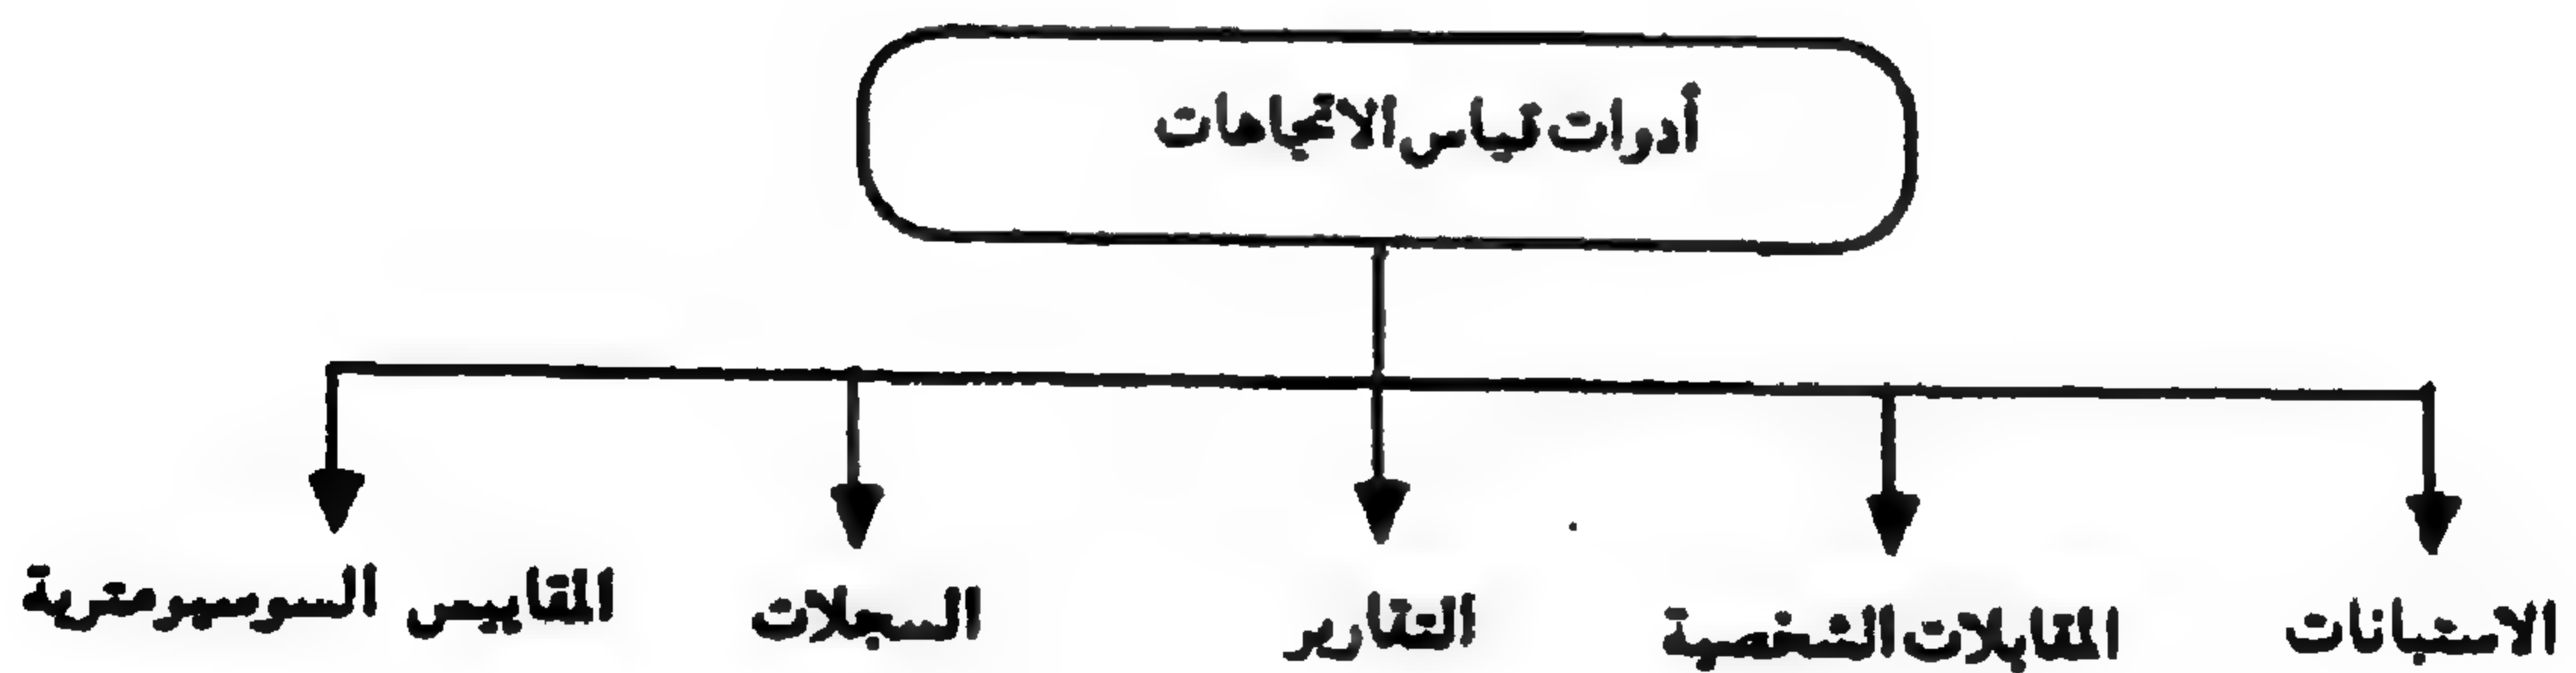 أدوات قياس الاتجاهات
الاستبانات
المقابلات الشخصية
التقارير
السجلات
المقاييس السوسيومترية